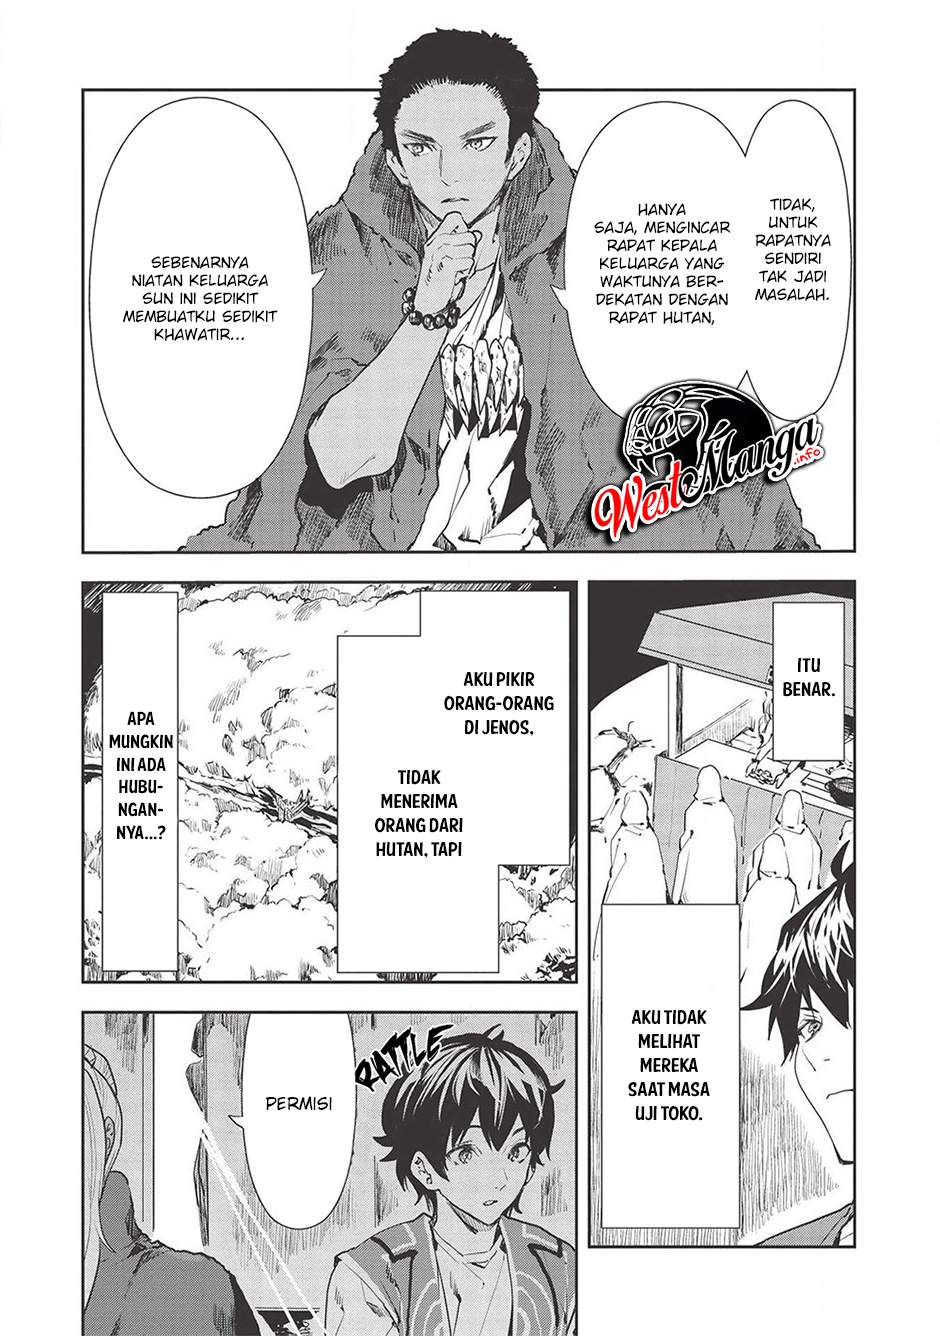 TIDAK,
UNTUK
RAPATNYA
SENDIRI
TAK JADI
MASALAH.
HANYA
SAJA, MENGINCAR
RAPAT KEPALA
KELUARGA YANG
WAKTUNYA BER-
DEKATAN DENGAN
RAPAT HUTAN,
SEBENARNYA
NIATAN KELUARGA
SUN INI SEDIKIT
MEMBUATKU SEDIKIT
KHAWATIR...
WestManga
.info
ITU
BENAR.
AKU TIDAK
MELIHAT
MEREKA
SAAT MASA
UJI TOKO.
AKU PIKIR
ORANG-ORANG
DI JENOS,
TIDAK
MENERIMA
ORANG DARI
HUTAN, TAPI
APA
MUNGKIN
INI ADA
HUBU-
NGAN-
NYA...?
RATTLE
PERMISI